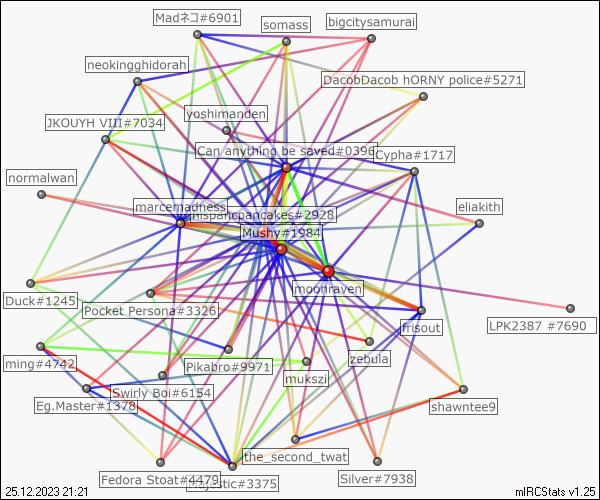 Madネコ#6901
somass
bigcitysamurai
neokingghidorah
DacobDacob hORNY police#5271
yoshimanden
JKOUYH VIII#7034
Can anything be saved#0396
Cypha#1717
normalwan
marcemadness
#2928
eliakith
Mushy#1984
moonraven
Duck#1245
Pocket Persona#3326
frisout
LPK2387 #7690
ming#4742
Pikabro#9971
zebula
mukszi
Eg.Master#1378
Swirly Boi#6154
shawntee9
the_second_twat
Fedora Stoat#4479
Majestic#3375
Silver#7938
25.12.2023 21:21
mIRCStats v1.25